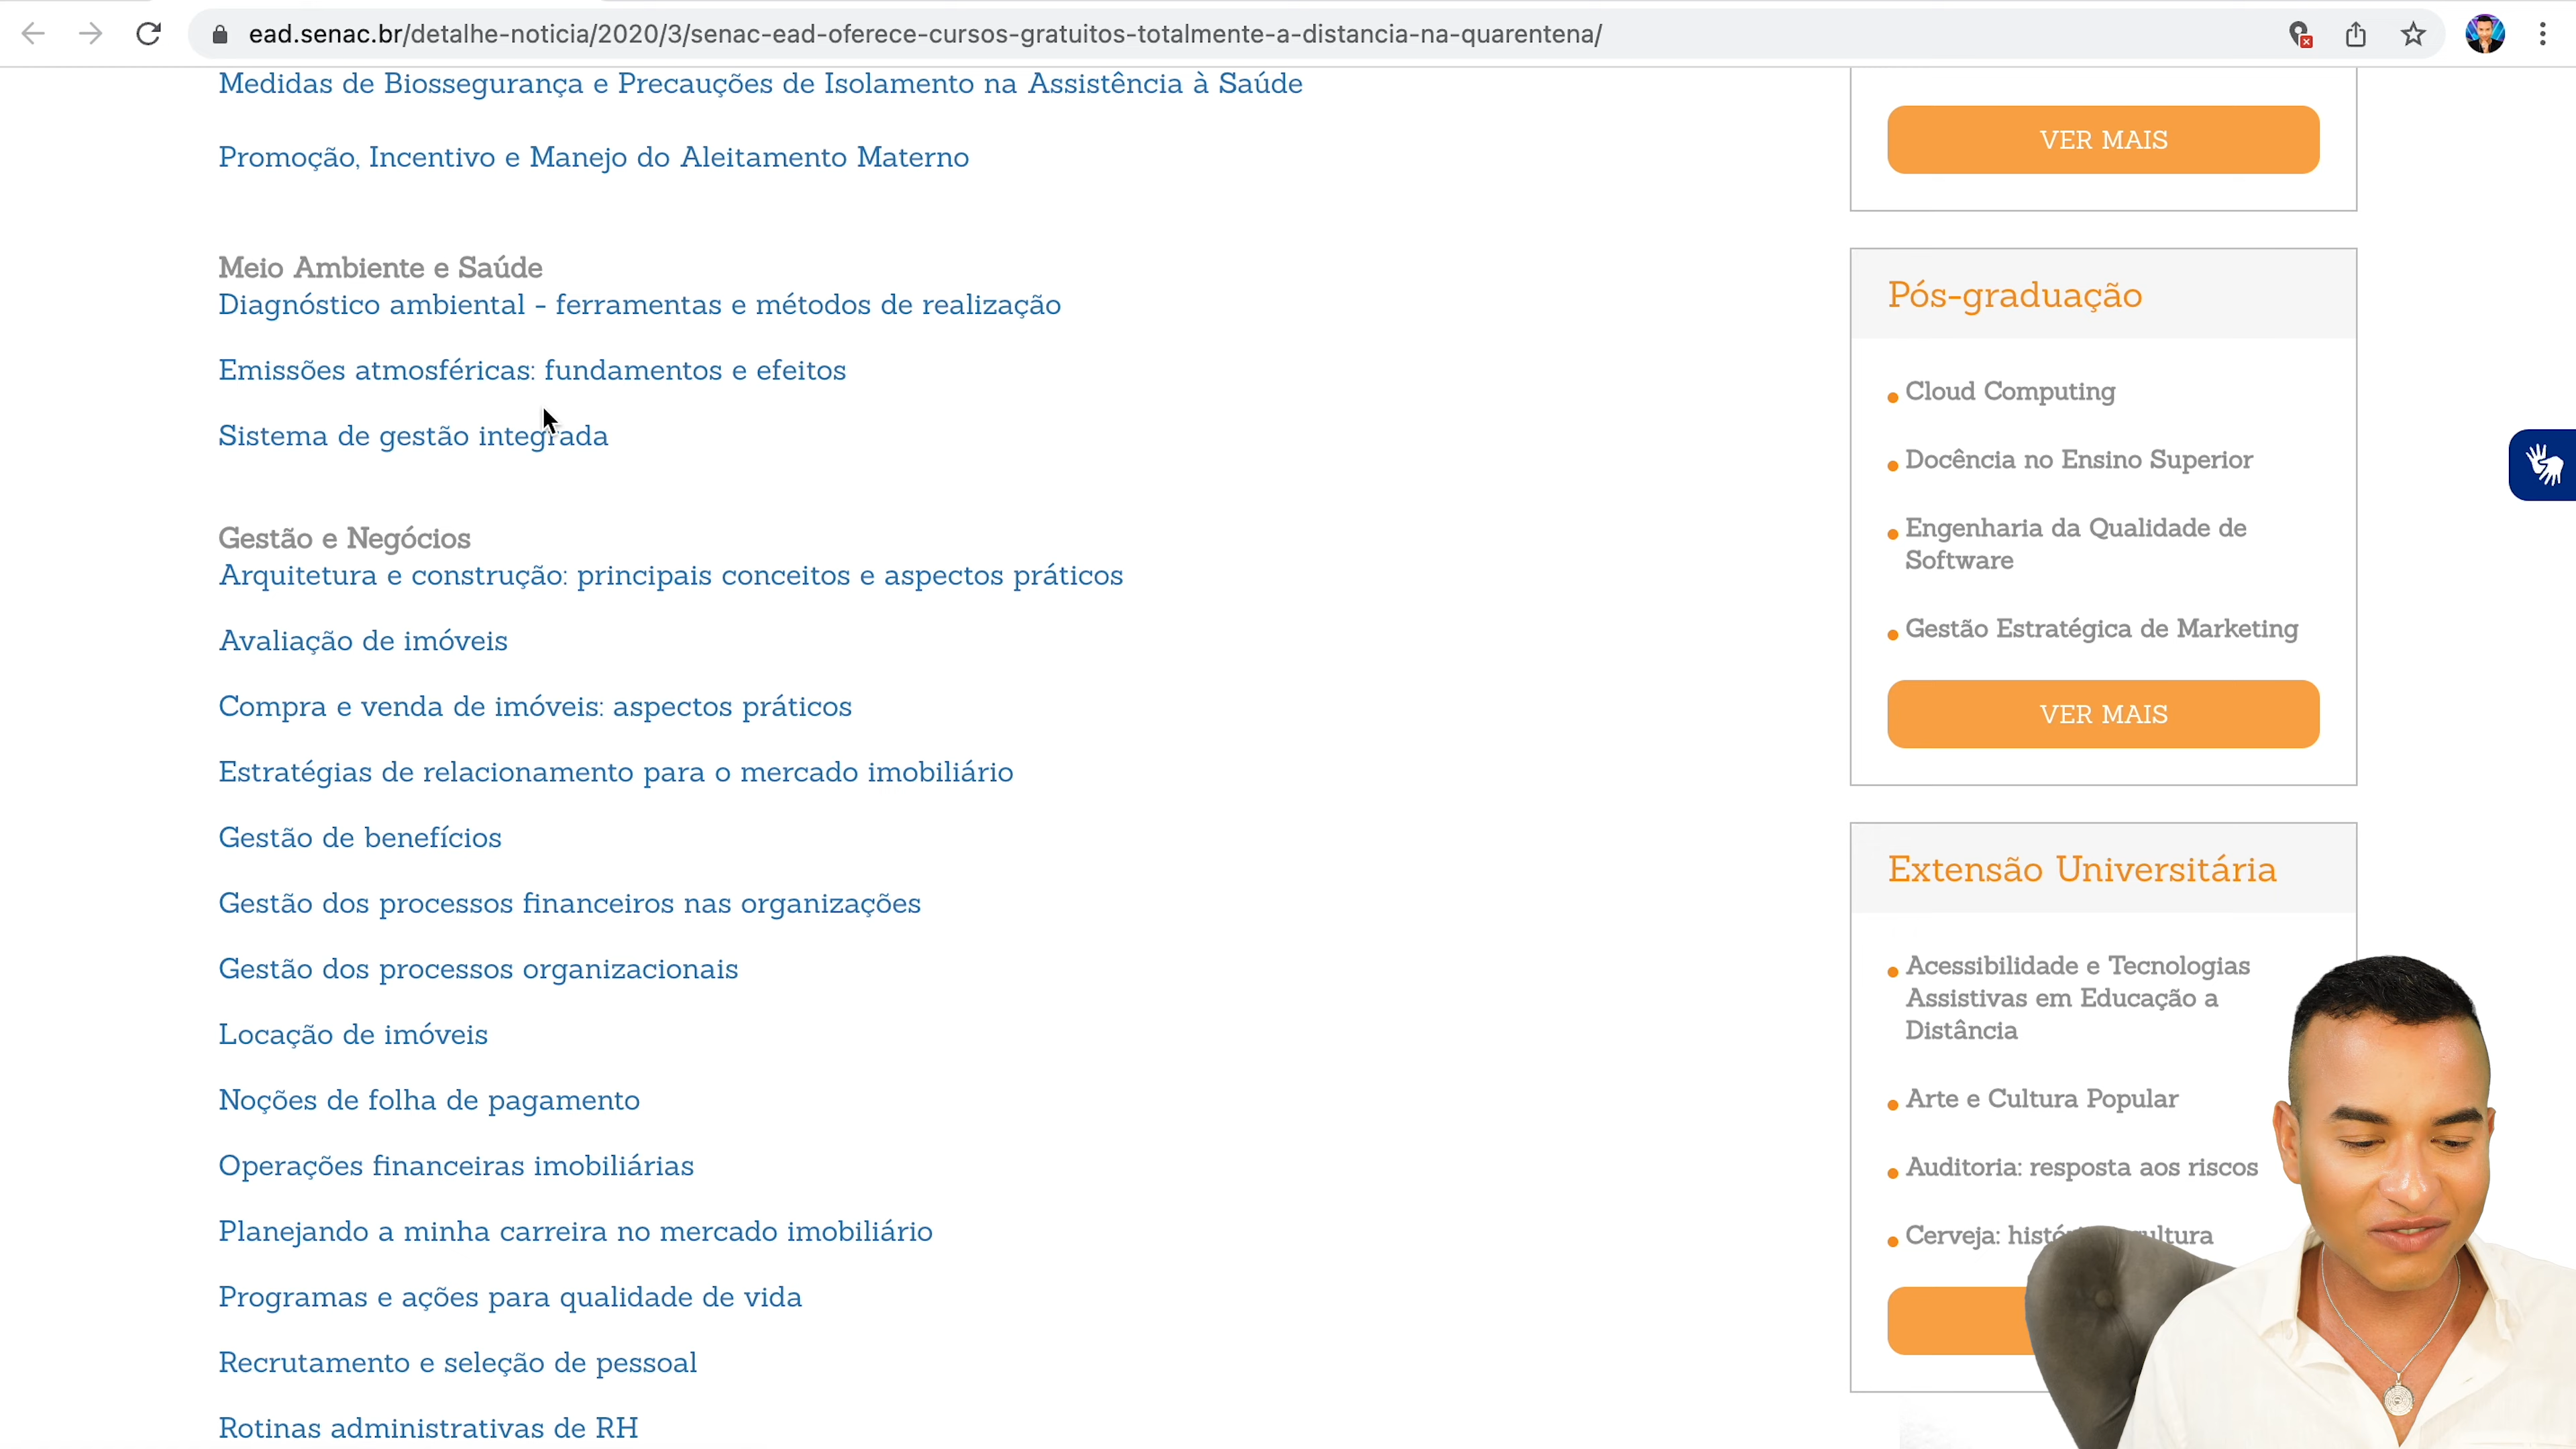 ead.senac.br/detalhe-noticia/2020/3/senac-ead-oferece-cursos-gratuitos-totalmente-a-distancia-na-quarentena/
Medidas de Biossegurança e Precauções de Isolamento na Assistência à Saúde
Promoção, Incentivo e Manejo do Aleitamento Materno
Meio Ambiente e Saúde
Diagnóstico ambiental - ferramentas e métodos de realização
Emissões atmosféricas: fundamentos e efeitos
Sistema de gestão integrada
Gestão e Negócios
Arquitetura e construção: principais conceitos e aspectos práticos
Avaliação de imóveis
Compra e venda de imóveis: aspectos práticos
Estratégias de relacionamento para o mercado imobiliário
Gestão de benefícios
Gestão dos processos financeiros nas organizações
Gestão dos processos organizacionais
Locação de imóveis
Noções de folha de pagamento
Operações financeiras imobiliárias
Planejando a minha carreira no mercado imobiliário
Programas e ações para qualidade de vida
Recrutamento e seleção de pessoal
Rotinas administrativas de RH
VER MAIS
Pós-graduação
Cloud Computing
Docência no Ensino Superior
Engenharia da Qualidade de
Software
Gestão Estratégica de Marketing
VER MAIS
Extensão Universitária
Acessibilidade e Tecnologias
Assistivas em Educação a
Distância
Arte e Cultura Popular
Auditoria: resposta aos riscos
Cerveja: